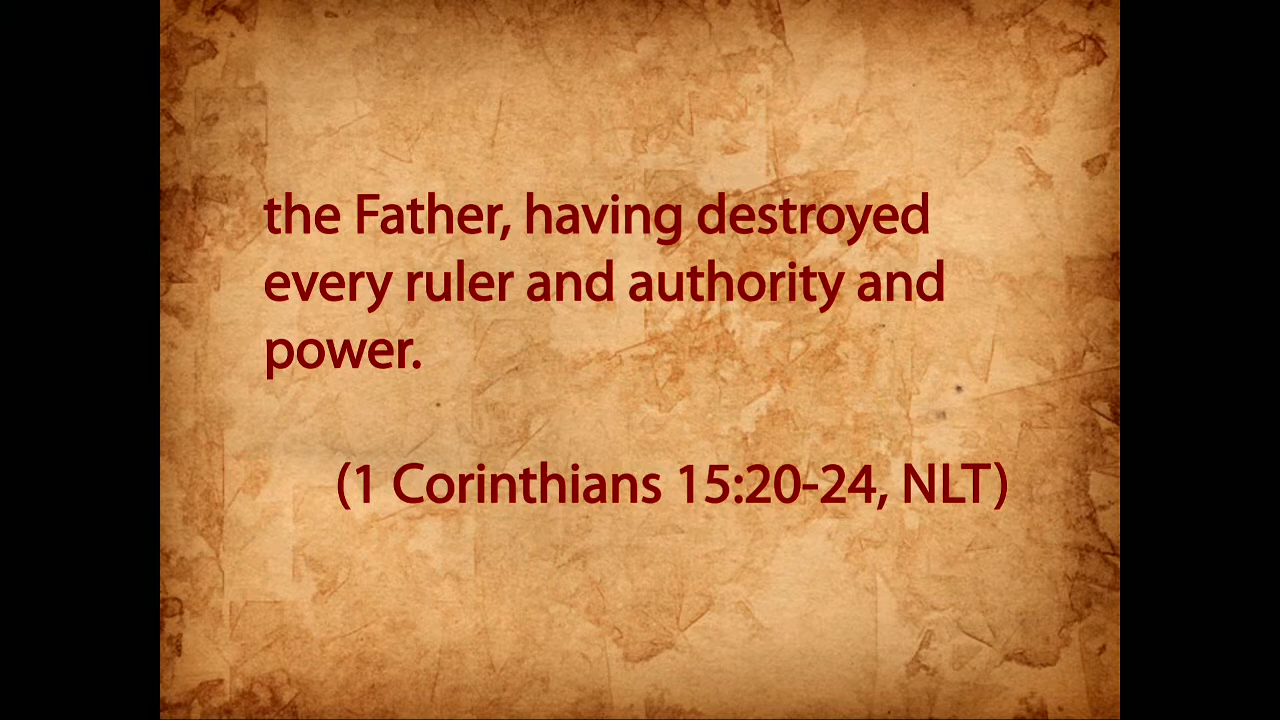 the Father, having destroyed
every ruler and authority and
power.
(1 Corinthians 15:20-24, NLT)